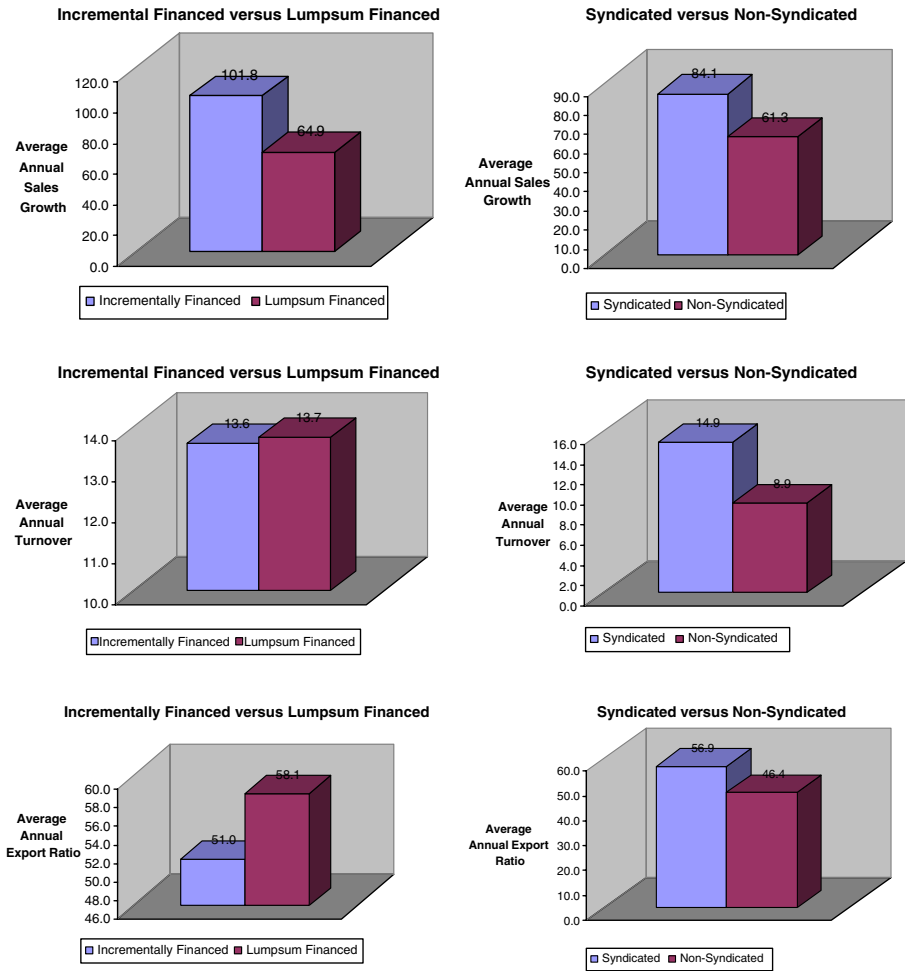 Incremental Financed versus Lumpsum Financed
120.0
100.0
80.0
60.0
40.0
20.0
0.0
Average
Annual
Sales
Growth
101.8
64.9
Incrementally Financed Lumpsum Financed
Syndicated versus Non-Syndicated
90.0
80.0
70.0
60.0
50.0
40.0
30.0
20.0
10.0
0.0
Average
Annual Sales
Growth
84.1
61.3
Syndicated Non-Syndicated
Incremental Financed versus Lumpsum Financed
14.0
13.0
12.0
11.0
10.0
Average
Annual
Turnover
13.6
13.7
Incrementally Financed Lumpsum Financed
Syndicated versus Non-Syndicated
16.0
14.0
12.0
10.0
8.0
6.0
4.0
2.0
0.0
Average
Annual
Turnover
14.9
8.9
Syndicated Non-Syndicated
Incrementally Financed versus Lumpsum Financed
60.0
58.0
56.0
54.0
52.0
50.0
48.0
46.0
Average
Annual
Export Ratio
51.0
58.1
Incrementally Financed Lumpsum Financed
Syndicated versus Non-Syndicated
60.0
50.0
40.0
30.0
20.0
10.0
0.0
Average
Annual Export
Ratio
56.9
46.4
Syndicated Non-Syndicated